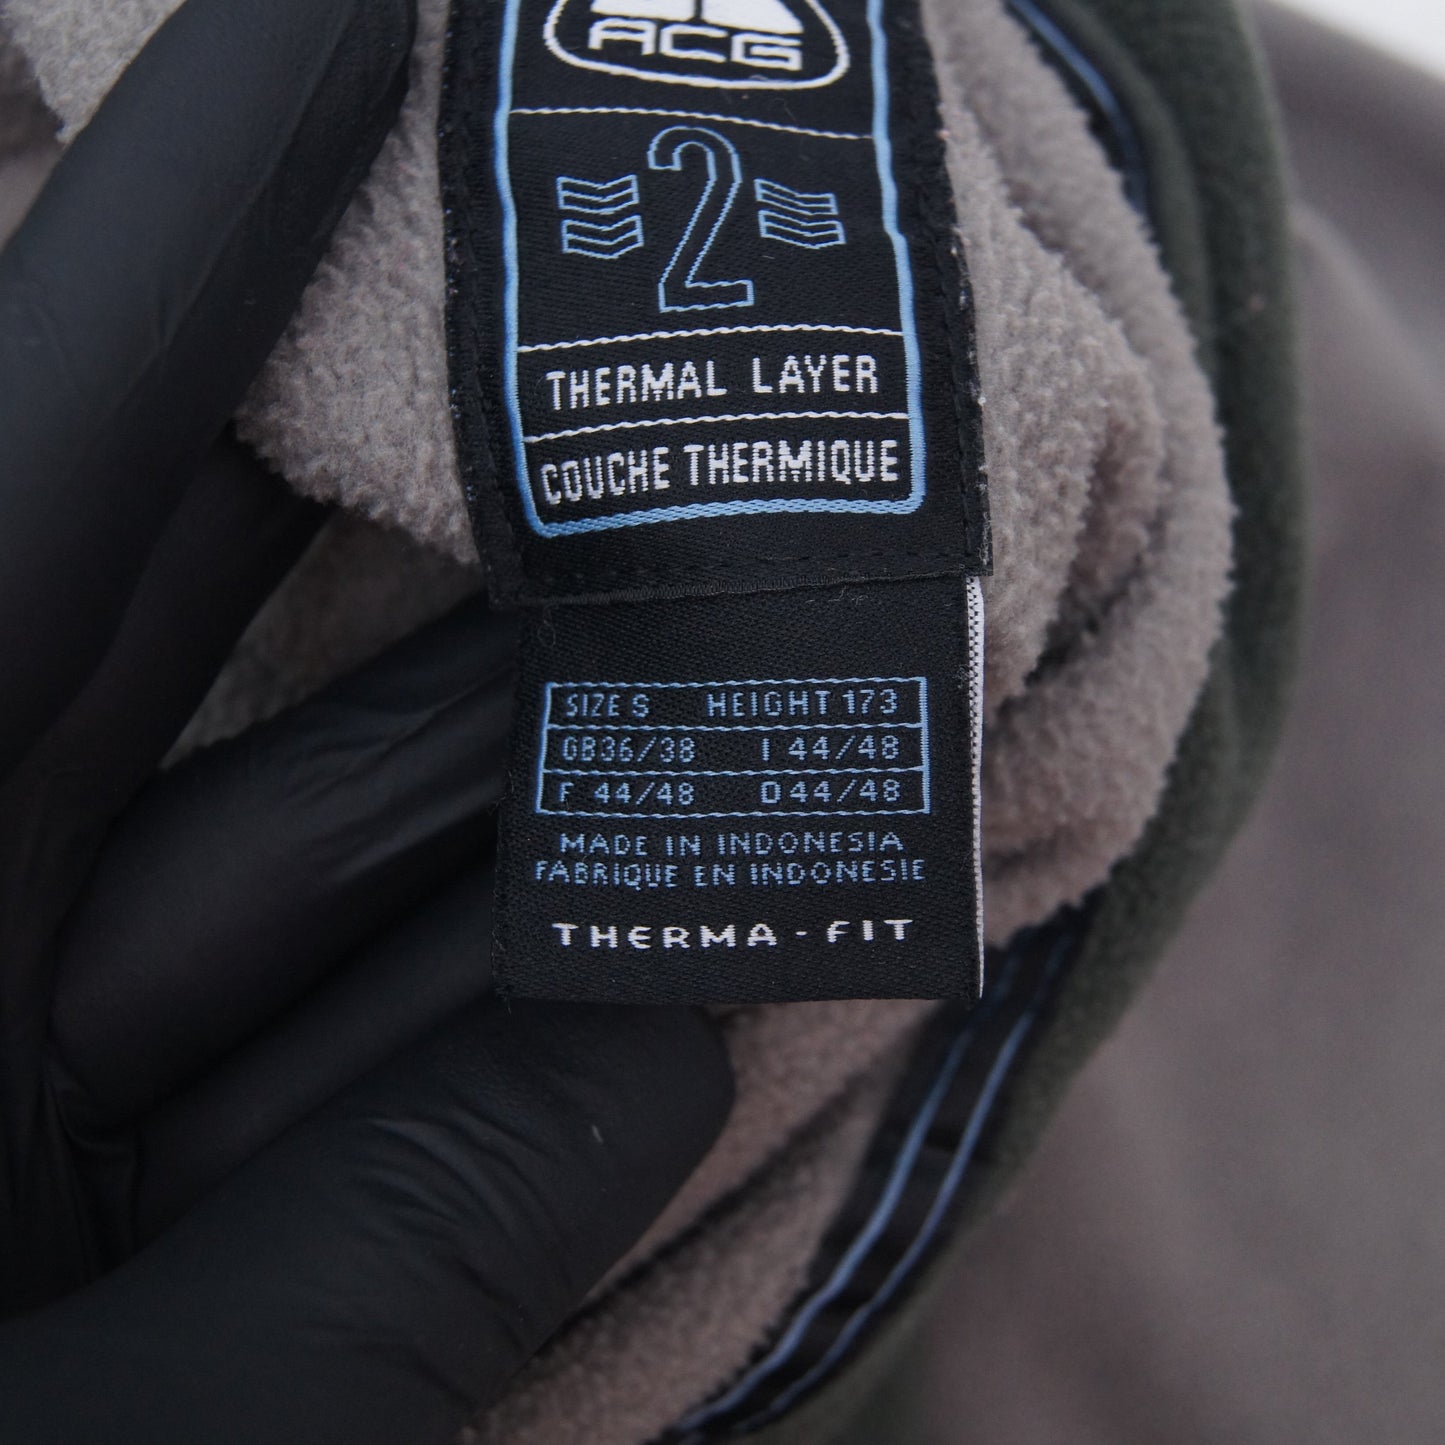 ACG
2
THERMAL LAYER
COUCHE THERMIQUE
SIZE S HEIGHT 173
GB36/38 I 44/48
F 44/48 D44/48
MADE IN INDONESIA
FABRIQUE EN INDONESIE
THERMA-FIT